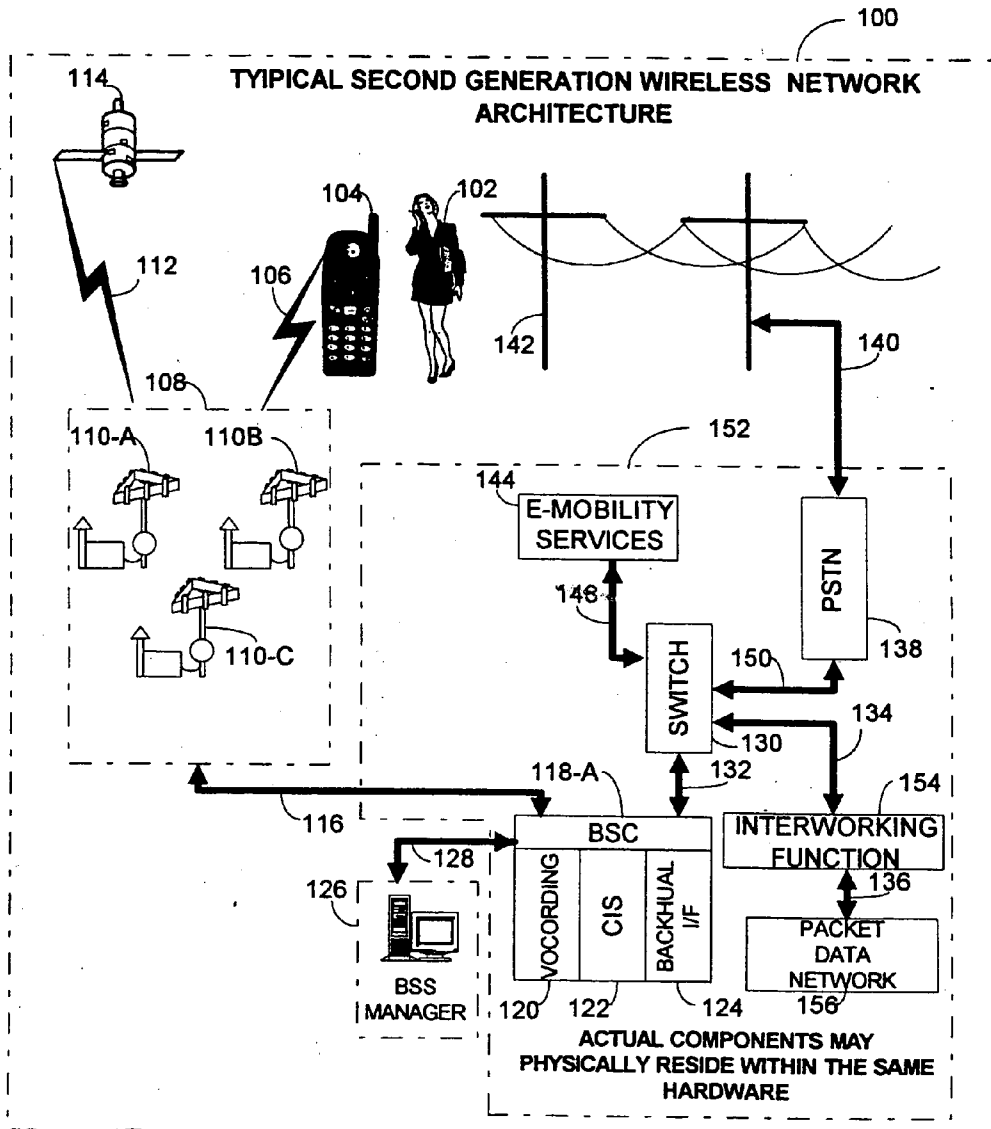 100
TYIPICAL SECOND GENERATION WIRELESS NETWORK
ARCHITECTURE
114
104
102
112
106
142
140
108
110-A
110B
110-C
152
144
E-MOBILITY
SERVICES
148
PSTN
138
SWITCH
150
130
134
132
118-A
116
154
BSC
INTERWORKING
FUNCTION
128
136
126
VOCORDING
CIS
BACKHUAL
I/F
PACKET
DATA
NETWORK
156
BSS
MANAGER
120
122
124
ACTUAL COMPONENTS MAY
PHYSICALLY RESIDE WITHIN THE SAME
HARDWARE